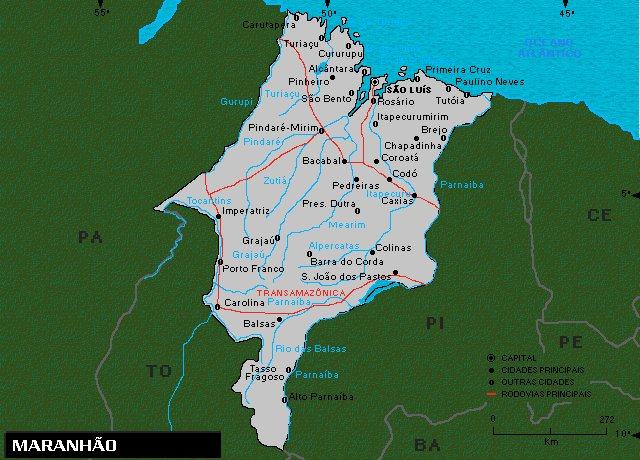 55°
50°
45°
Carutapera
Turiaçu
Cururupu
OCEANO
ATLÂNTICO
Alcântara
Primeira Cruz
Pinheiro
Paulino Neves
Turiaçu
SÃO LUÍS
São Bento
Rosário
Tutóia
Gurupi
Itapecurumirim
Pindaré-Mirim
Brejo
Pindaré
Chapadinha
Bacabal
Coroatá
Zutiá
Codó
Pedreiras
Parnaíba
Itapecuru
5°
Tocantins
Caxias
Pres. Dutra
Imperatriz
CE
Mearim
PA
Grajaú
Alpercatas
Colinas
Grajaú
Barra do Corda
Porto Franco
S. João dos Pastos
TRANSAMAZÔNICA
Carolina
Parnaíba
Balsas
PI
PE
Rio das Balsas
CAPITAL
TO
Tasso
Fragoso
Parnaíba
CIDADES PRINCIPAIS
OUTRAS CIDADES
RODOVIAS PRINCIPAIS
Alto Parnaiba
0 272
Km
10°
BA
MARANHÃO